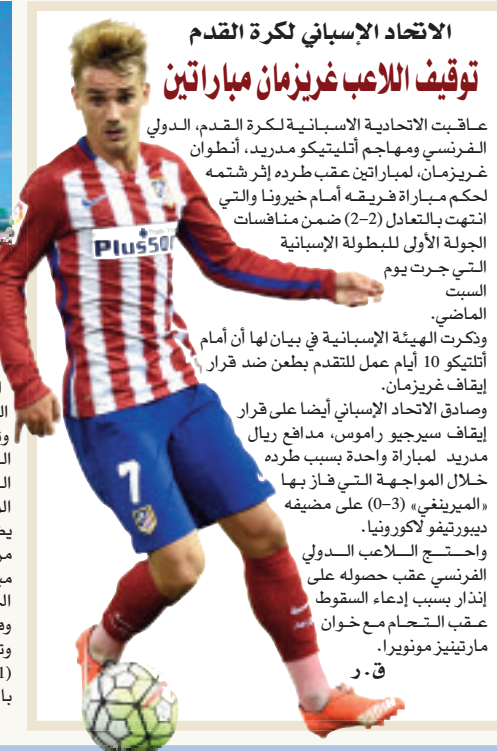 الاتحاد الإسباني لكرة القدم
توقيف اللاعب غريزمان مباراتين
عاقبت الاتحادية الاسبانية لكرة القدم، الدولي
الفرنسي ومهاجم أتليتيكو مدريد، أنطوان
غريزمان، لمباراتين عقب طرده إثر شتمه
لحكم مباراة فريقه أمام خيرونا والتي
انتهت بالتعادل (2-2) ضمن منافسات
الجولة الأولى للبطولة الإسبانية
التي جرت يوم
السبت
الماضي.
وذكرت الهيئة الإسبانية في بيان لها أن أمام
أتلتيكو 10 أيام عمل للتقدم بطعن ضد قرار
إيقاف غريزمان.
وصادق الاتحاد الإسباني أيضا على قرار
إيقاف سيرجيو راموس، مدافع ريال
مدريد لمباراة واحدة بسبب طرده
خلال المواجهة التي فاز بها
«الميرينغي» (3-0) على مضيفه
ديبورتيفو لاكورونيا.
واحتج اللاعب الدولي
الفرنسي عقب حصوله على
إنذار بسبب إدعاء السقوط
عقب التحام مع خوان
مارتينيز مونويرا.
ق.ر
Plus500
7